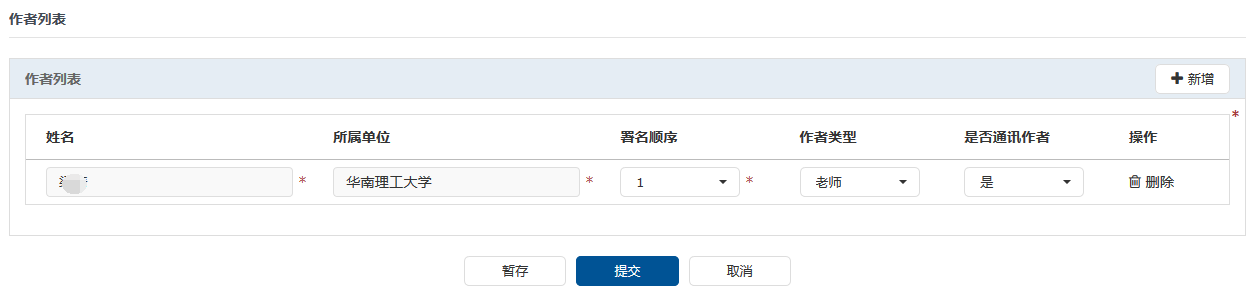 作者列表
作者列表
新增
*
姓名 所属单位 署名顺序 作者类型 是否通讯作者 操作
* 华南理工大学 * 1 * 老师 是 删除
暂存 提交 取消